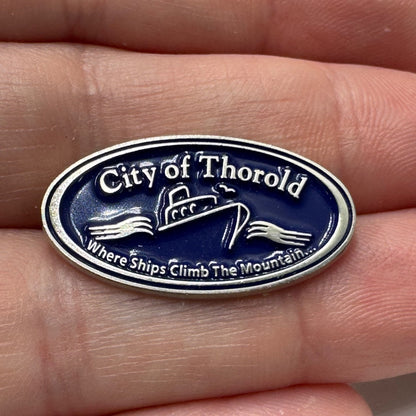 City of Thorold
Where Ships Climb The Mountain...